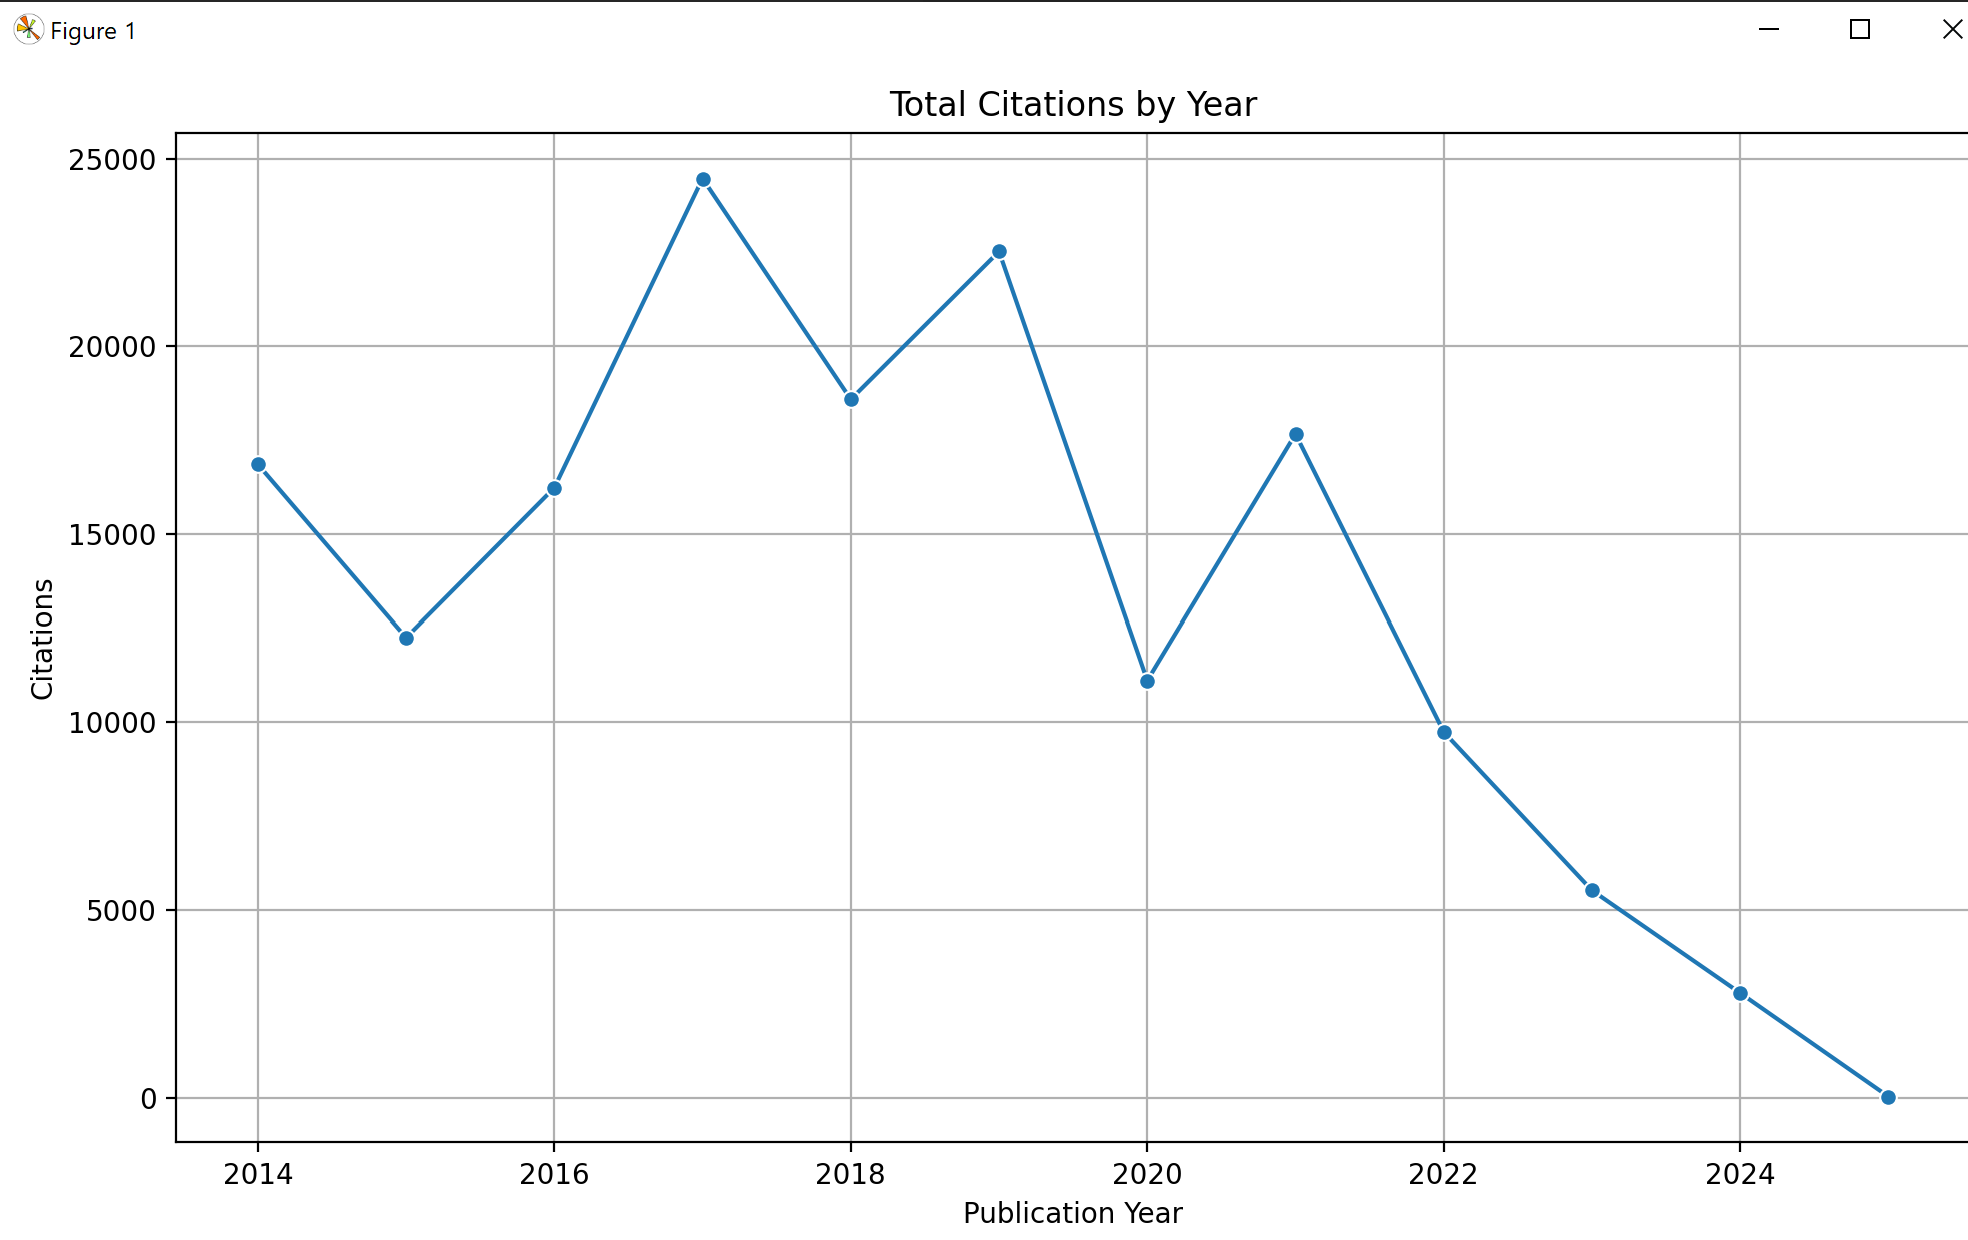 Figure 1
Total Citations by Year
25000
20000
15000
10000
5000
0
Citations
2014 2016 2018 2020 2022 2024
Publication Year